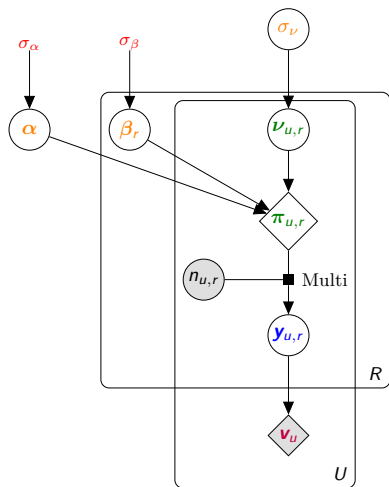 σ_α
σ_β
σ_ν
α
β_r
ν_{u,r}
π_{u,r}
n_{u,r}
Multi
y_{u,r}
R
v_u
U